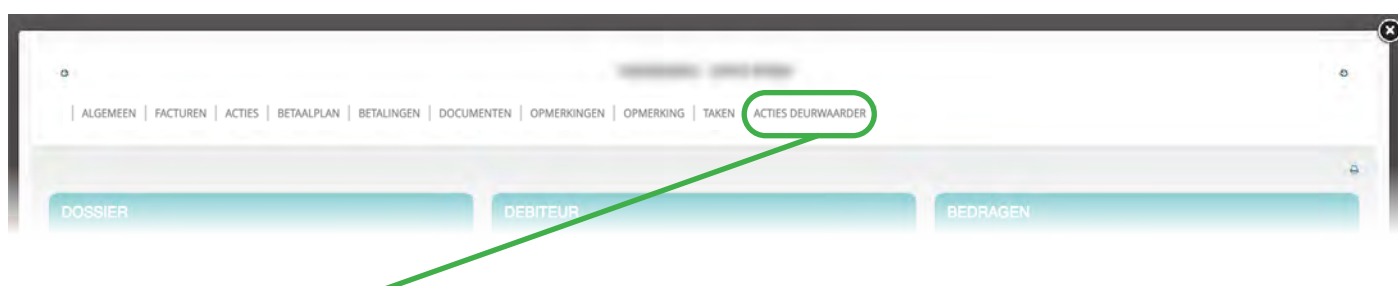 ALGEMEEN | FACTUREN | ACTIES | BETAALPLAN | BETALINGEN | DOCUMENTEN | OPMERKINGEN | OPMERKING | TAKEN | ACTIES DEURWAARDER
DOSSIER
DEBITEUR
BEDRAGEN